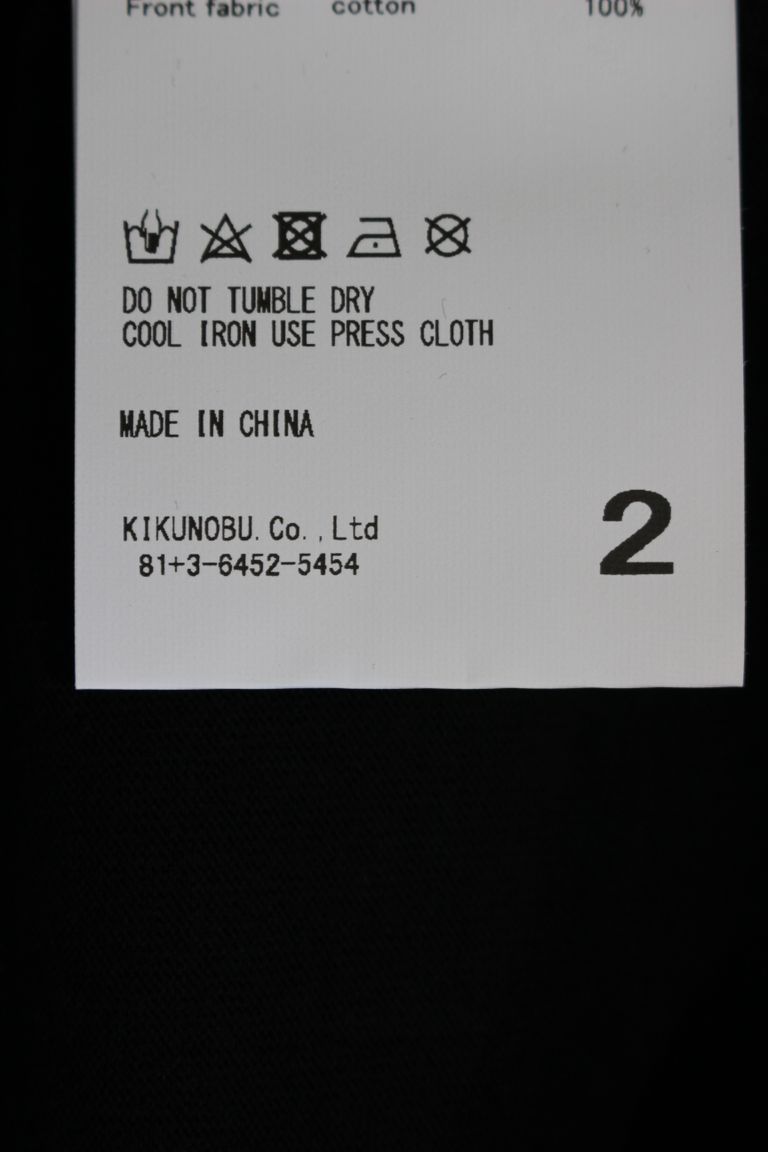 Front fabric cotton 100%
DO NOT TUMBLE DRY
COOL IRON USE PRESS CLOTH
MADE IN CHINA
KIKUNOBU.Co.,Ltd
81+3-6452-5454
2